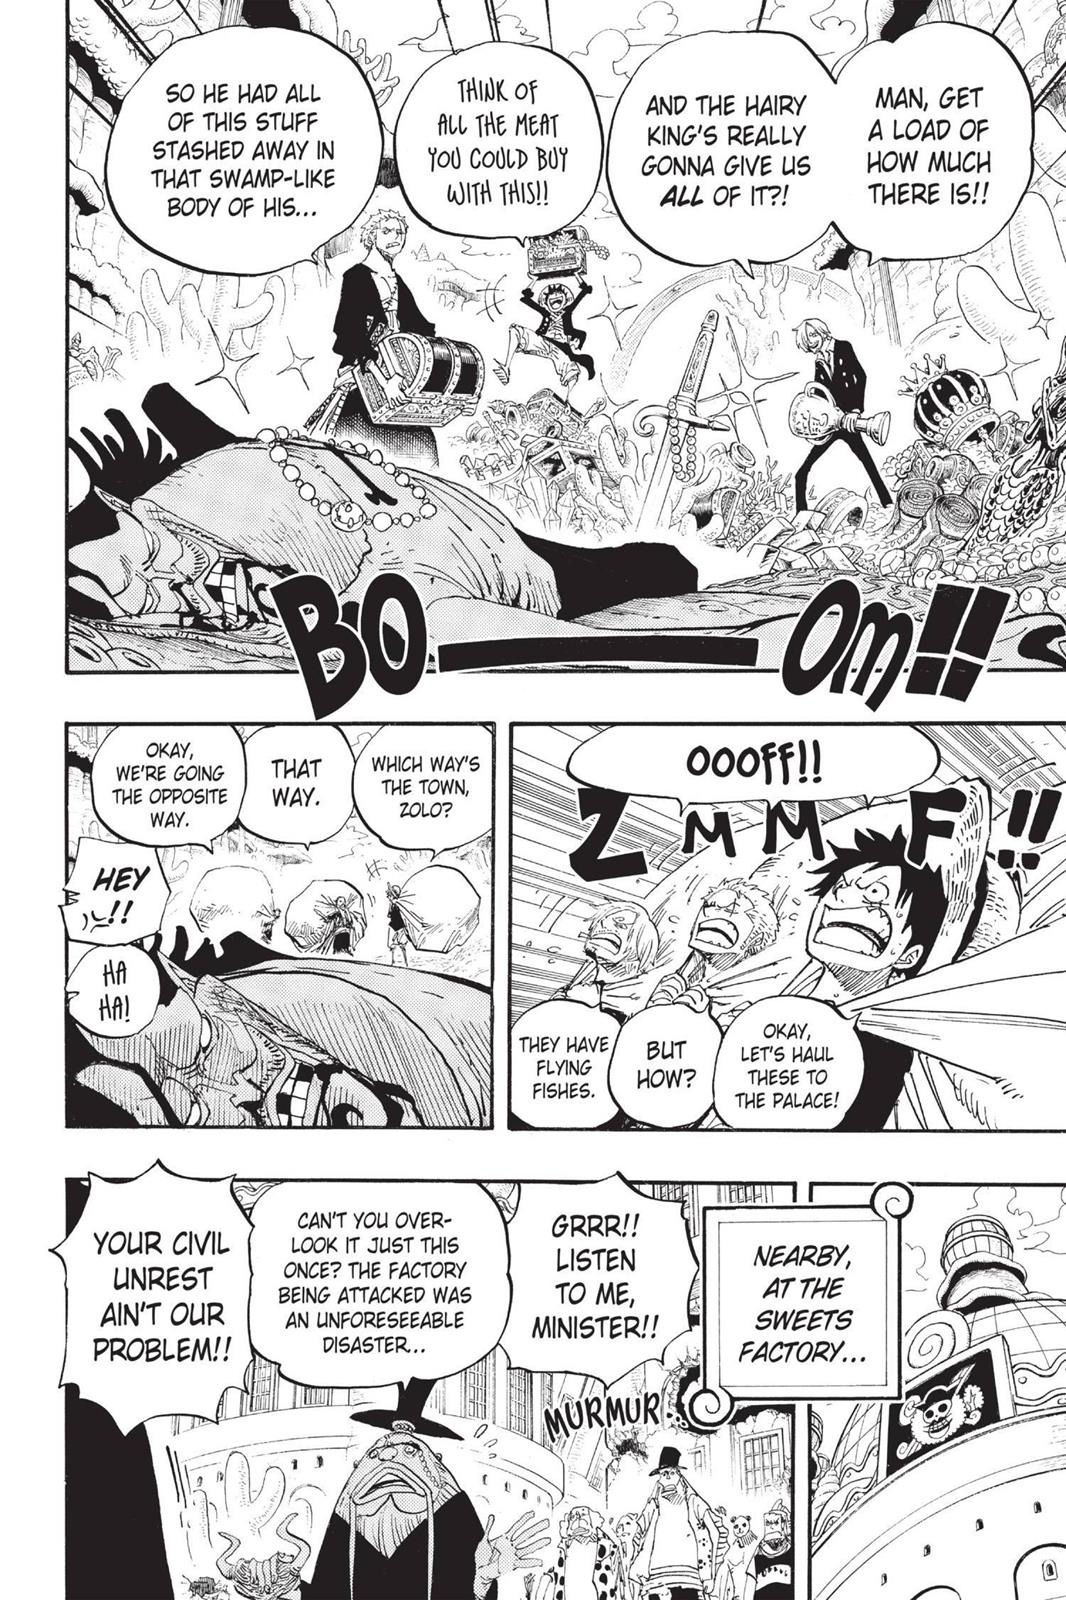 MAN, GET
A LOAD OF
HOW MUCH
THERE IS!!
AND THE HAIRY
KING'S REALLY
GONNA GIVE US
ALL OF IT?!
THINK OF
ALL THE MEAT
YOU COULD BUY
WITH THIS!!
SO HE HAD ALL
OF THIS STUFF
STASHED AWAY IN
THAT SWAMP-LIKE
BODY OF HIS...
BO—OM!!
OOOFF!!
ZMMF!!
OKAY,
LET'S HAUL
THESE TO
THE PALACE!
BUT
HOW?
THEY HAVE
FLYING
FISHES.
WHICH WAY'S
THE TOWN,
ZOLO?
THAT
WAY.
OKAY,
WE'RE GOING
THE OPPOSITE
WAY.
HEY
!!
HA
HA!
NEARBY,
AT THE
SWEETS
FACTORY...
GRRR!!
LISTEN
TO ME,
MINISTER!!
MURMUR
CAN'T YOU OVER-
LOOK IT JUST THIS
ONCE? THE FACTORY
BEING ATTACKED WAS
AN UNFORESEEABLE
DISASTER...
YOUR CIVIL
UNREST
AIN'T OUR
PROBLEM!!